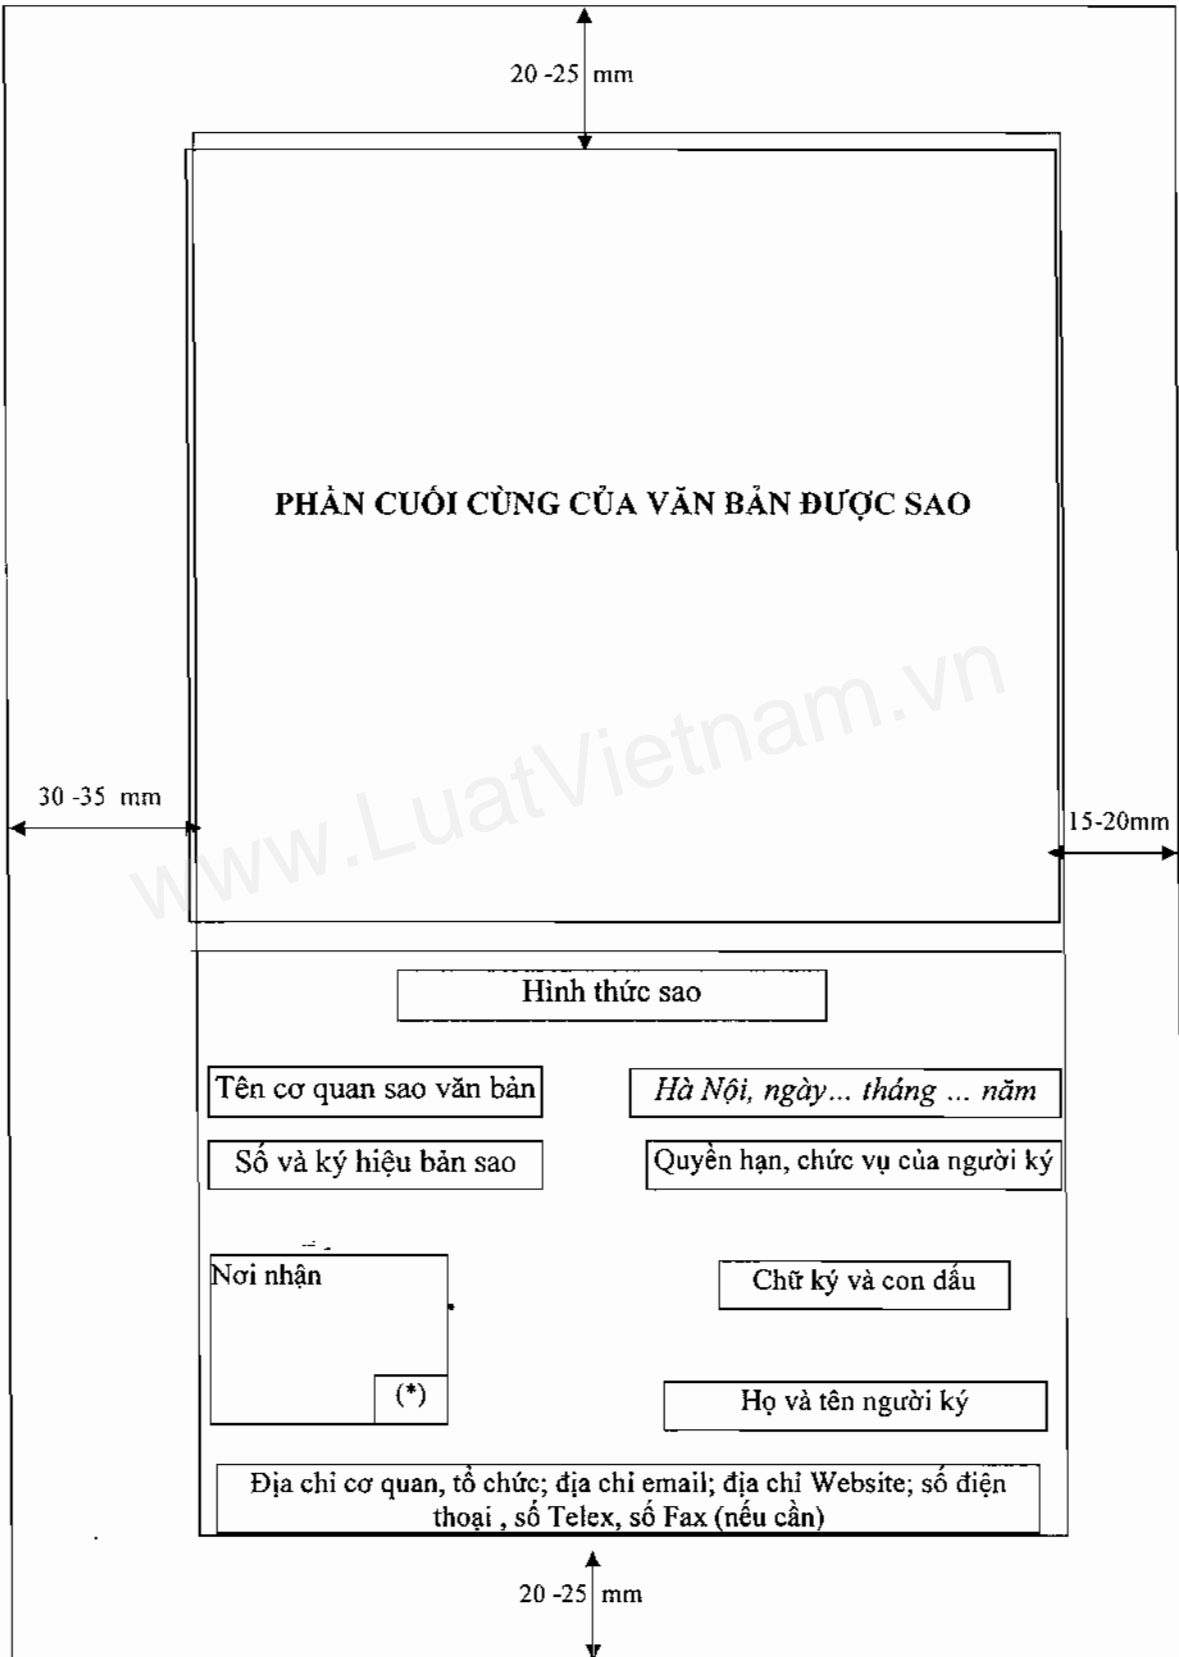 20 -25 mm
PHẦN CUỐI CÙNG CỦA VĂN BẢN ĐƯỢC SAO
www.LuatVietnam.vn
30 -35 mm
15-20mm
Hình thức sao
Tên cơ quan sao văn bản
Hà Nội, ngày... tháng ... năm
Số và ký hiệu bản sao
Quyền hạn, chức vụ của người ký
Nơi nhận
Chữ ký và con dấu
(*)
Họ và tên người ký
Địa chỉ cơ quan, tổ chức; địa chỉ email; địa chỉ Website; số điện
thoại , số Telex, số Fax (nếu cần)
20 -25 mm